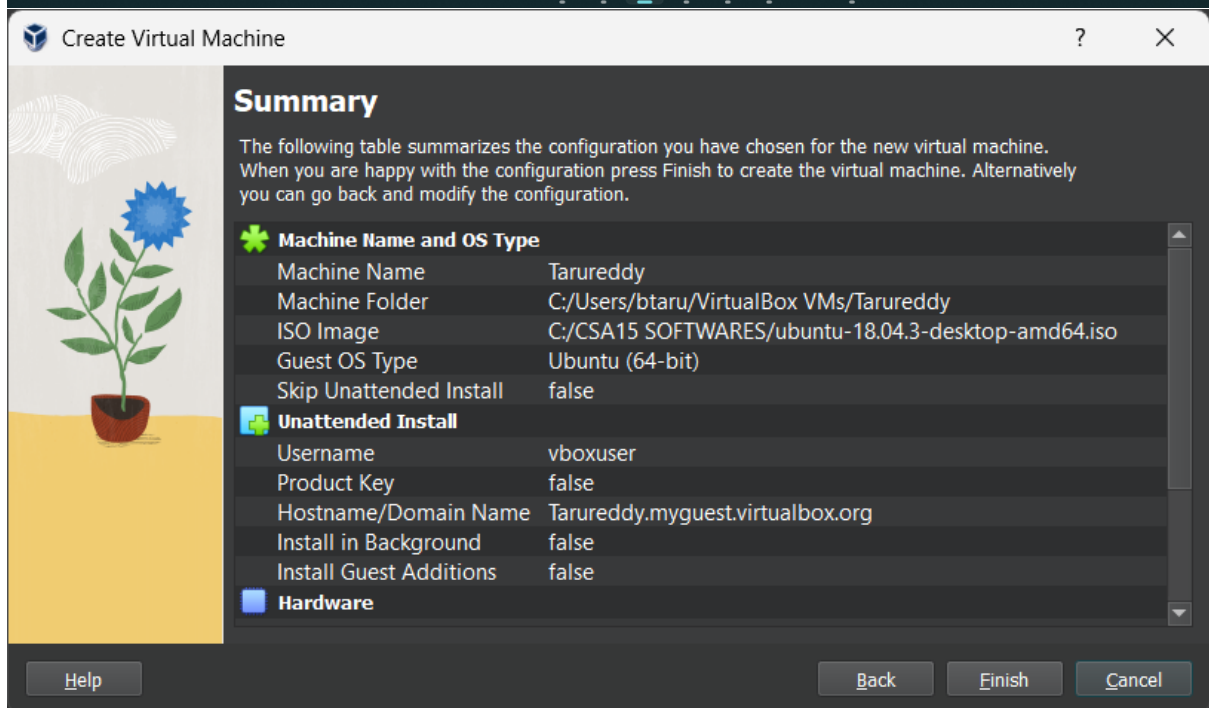 Create Virtual Machine ?
Summary
The following table summarizes the configuration you have chosen for the new virtual machine.
When you are happy with the configuration press Finish to create the virtual machine. Alternatively
you can go back and modify the configuration.
Machine Name and OS Type
Machine Name Tarureddy
Machine Folder C:/Users/btaru/VirtualBox VMs/Tarureddy
ISO Image C:/CSA15 SOFTWARES/ubuntu-18.04.3-desktop-amd64.iso
Guest OS Type Ubuntu (64-bit)
Skip Unattended Install false
Unattended Install
Username vboxuser
Product Key false
Hostname/Domain Name Tarureddy.myguest.virtualbox.org
Install in Background false
Install Guest Additions false
Hardware
Help Back Finish Cancel